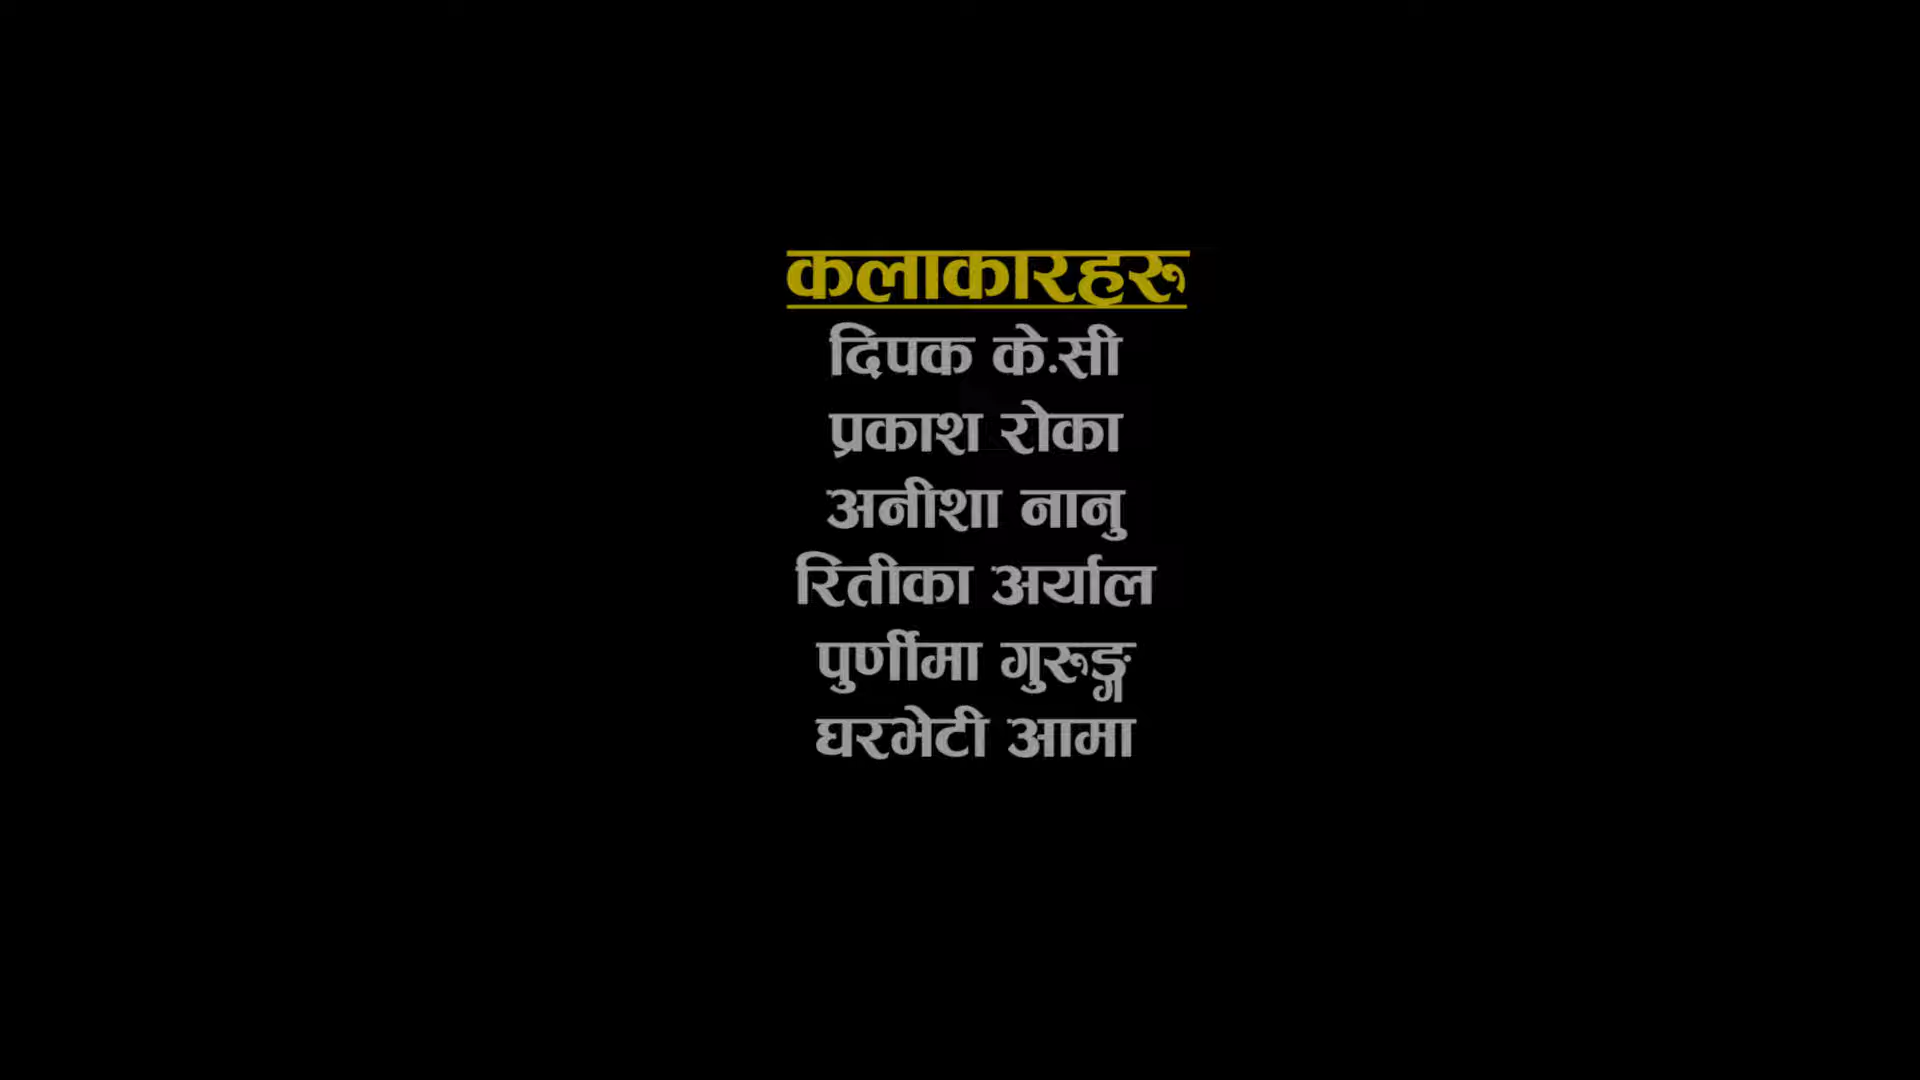 कलाकारहरु
दिपक के.सी
प्रकाश रोका
अनीशा नानु
रितीका अर्याल
पुर्णीमा गुरुङ्ग
घरभेटी आमा